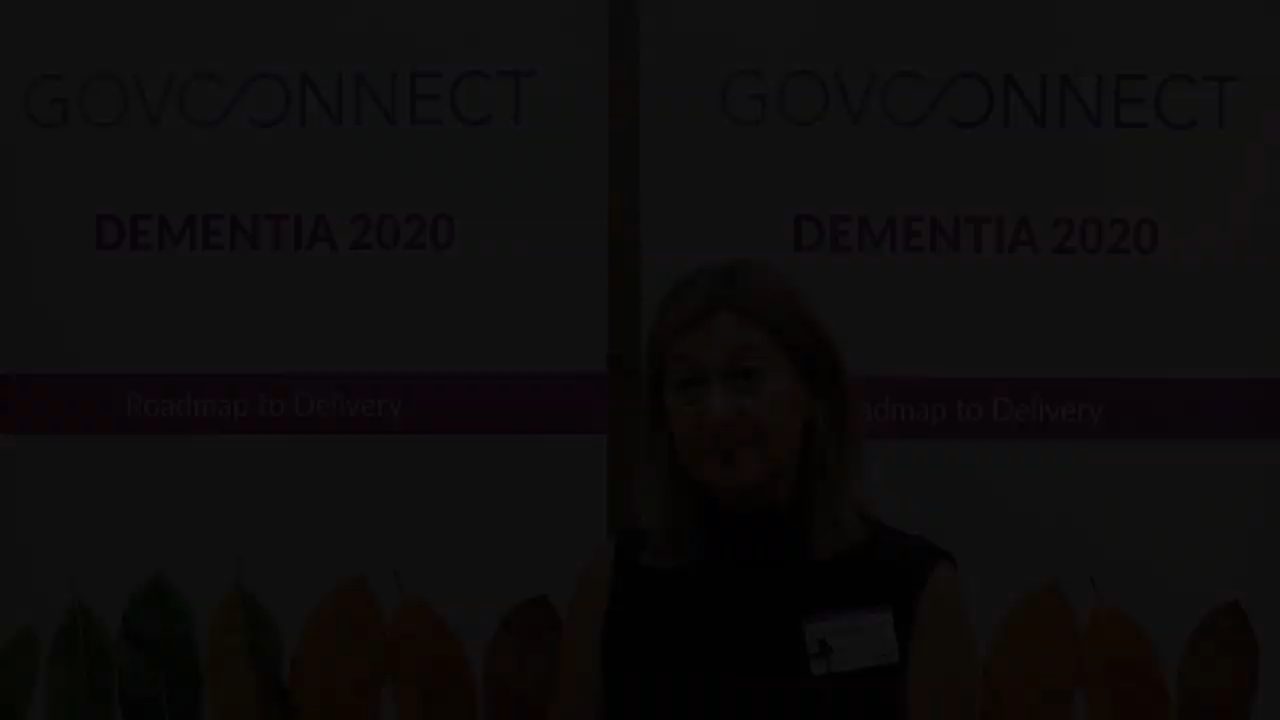 GOVCONNECT
DEMENTIA 2020
Roadmap to Delivery
GOVCONNECT
DEMENTIA 2020
admap to Delivery